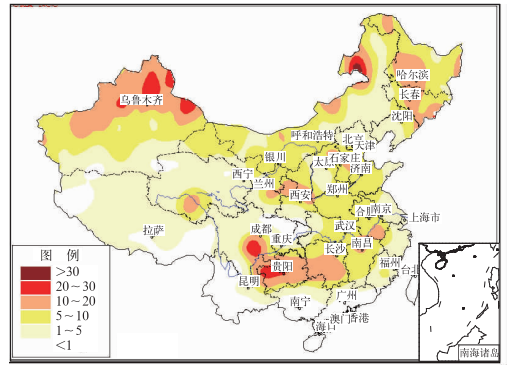 哈尔滨
长春
乌鲁木齐
沈阳
呼和浩特
北京
天津
银川
石家庄
太原
济南
西宁
兰州
西安
郑州
合肥
南京
上海市
拉萨
成都
武汉
重庆
长沙
南昌
贵阳
福州
台北
昆明
广州
南宁
澳门
香港
海口
图 例
>30
20～30
10～20
5～10
1～5
<1
南海诸岛